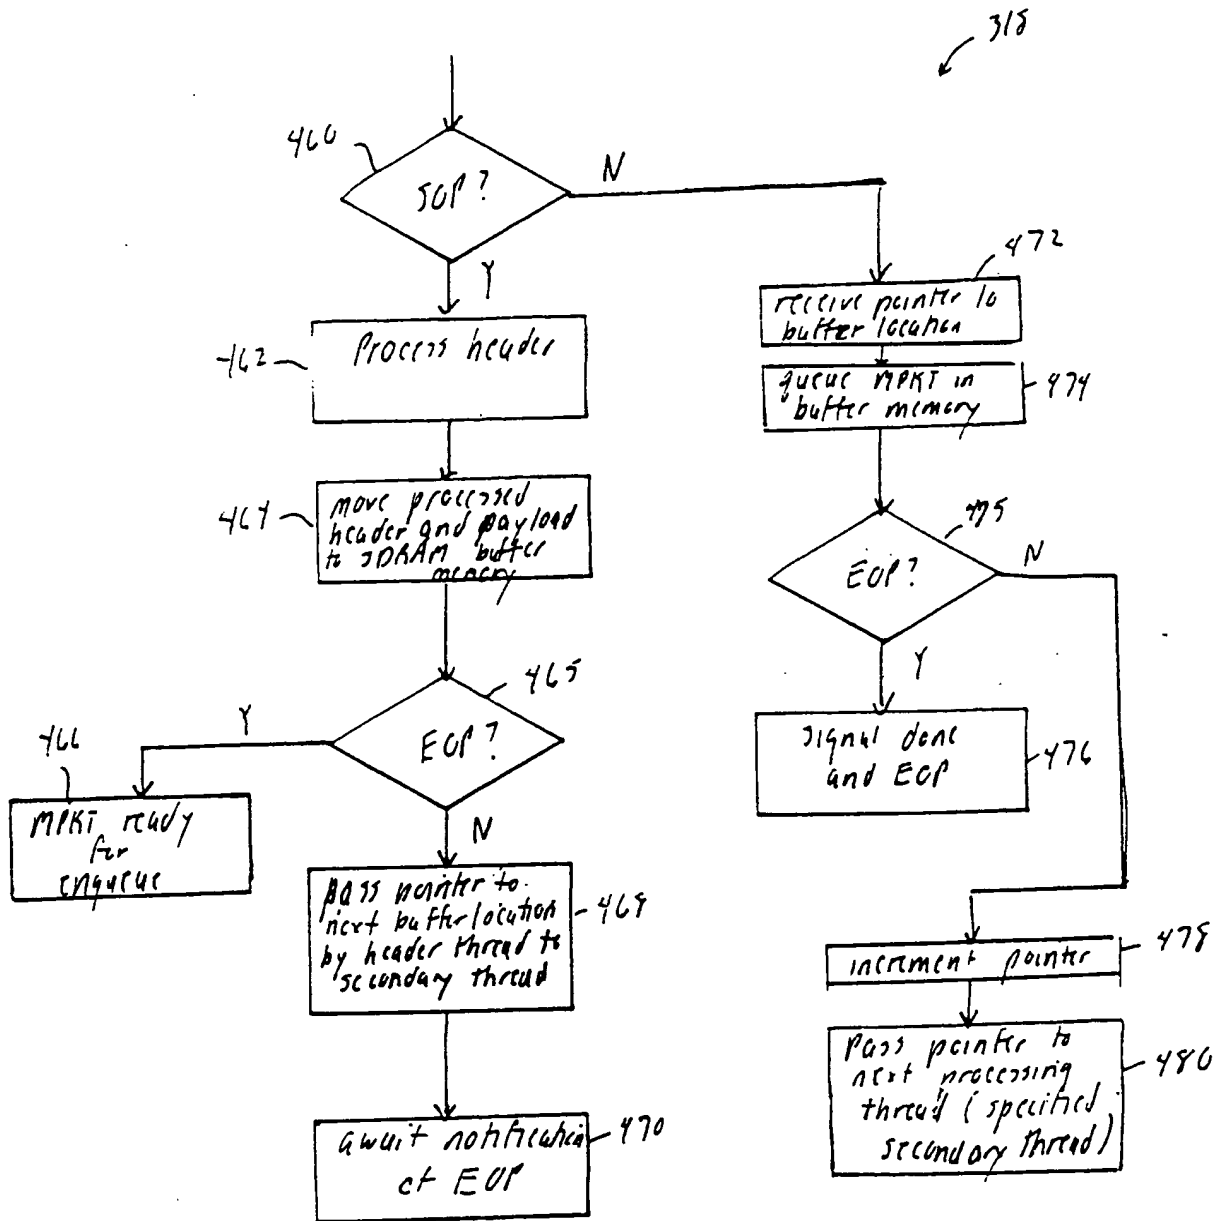 318
460
SOP?
N
Y
472
receive pointer to
buffer location
462
Process header
queue MPKT in
buffer memory
474
464
move processed
header and payload
to SDRAM buffer
memory
475
EOP?
N
Y
465
EOP?
Y
N
signal done
and EOP
476
466
MPKT ready
for
enqueue
pass pointer to
next buffer location
by header thread to
secondary thread
468
increment pointer
478
Pass pointer to
next processing
thread (specified
secondary thread)
480
await notification
of EOP
470